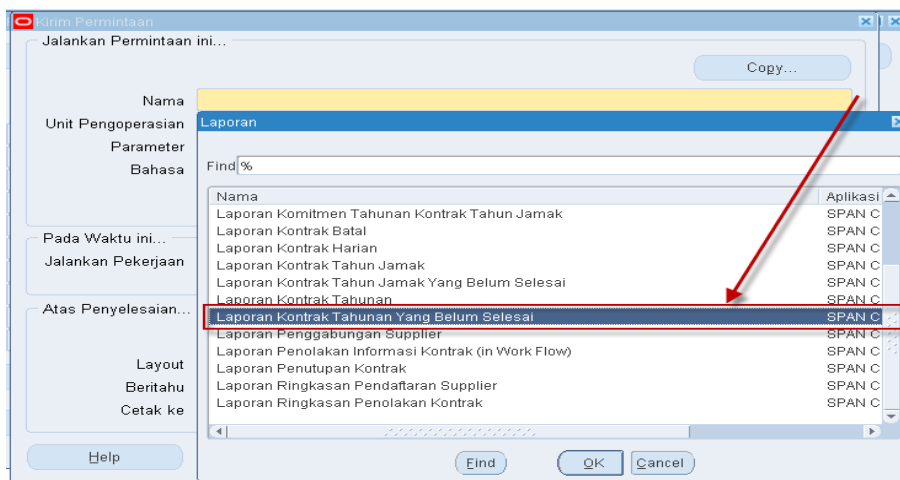 Kirim Permintaan
Jalankan Permintaan ini...
Copy...
Nama
Unit Pengoperasian
Parameter
Bahasa
Laporan
Find %
Nama Aplikasi
Laporan Komitmen Tahunan Kontrak Tahun Jamak SPAN C
Laporan Kontrak Batal SPAN C
Laporan Kontrak Harian SPAN C
Laporan Kontrak Tahun Jamak SPAN C
Laporan Kontrak Tahun Jamak Yang Belum Selesai SPAN C
Laporan Kontrak Tahunan SPAN C
Laporan Kontrak Tahunan Yang Belum Selesai SPAN C
Laporan Penggabungan Supplier SPAN C
Laporan Penolakan Informasi Kontrak (in Work Flow) SPAN C
Laporan Penutupan Kontrak SPAN C
Laporan Ringkasan Pendaftaran Supplier SPAN C
Laporan Ringkasan Penolakan Kontrak SPAN C
Pada Waktu ini...
Jalankan Pekerjaan
Atas Penyelesaian...
Layout
Beritahu
Cetak ke
Help
Find OK Cancel